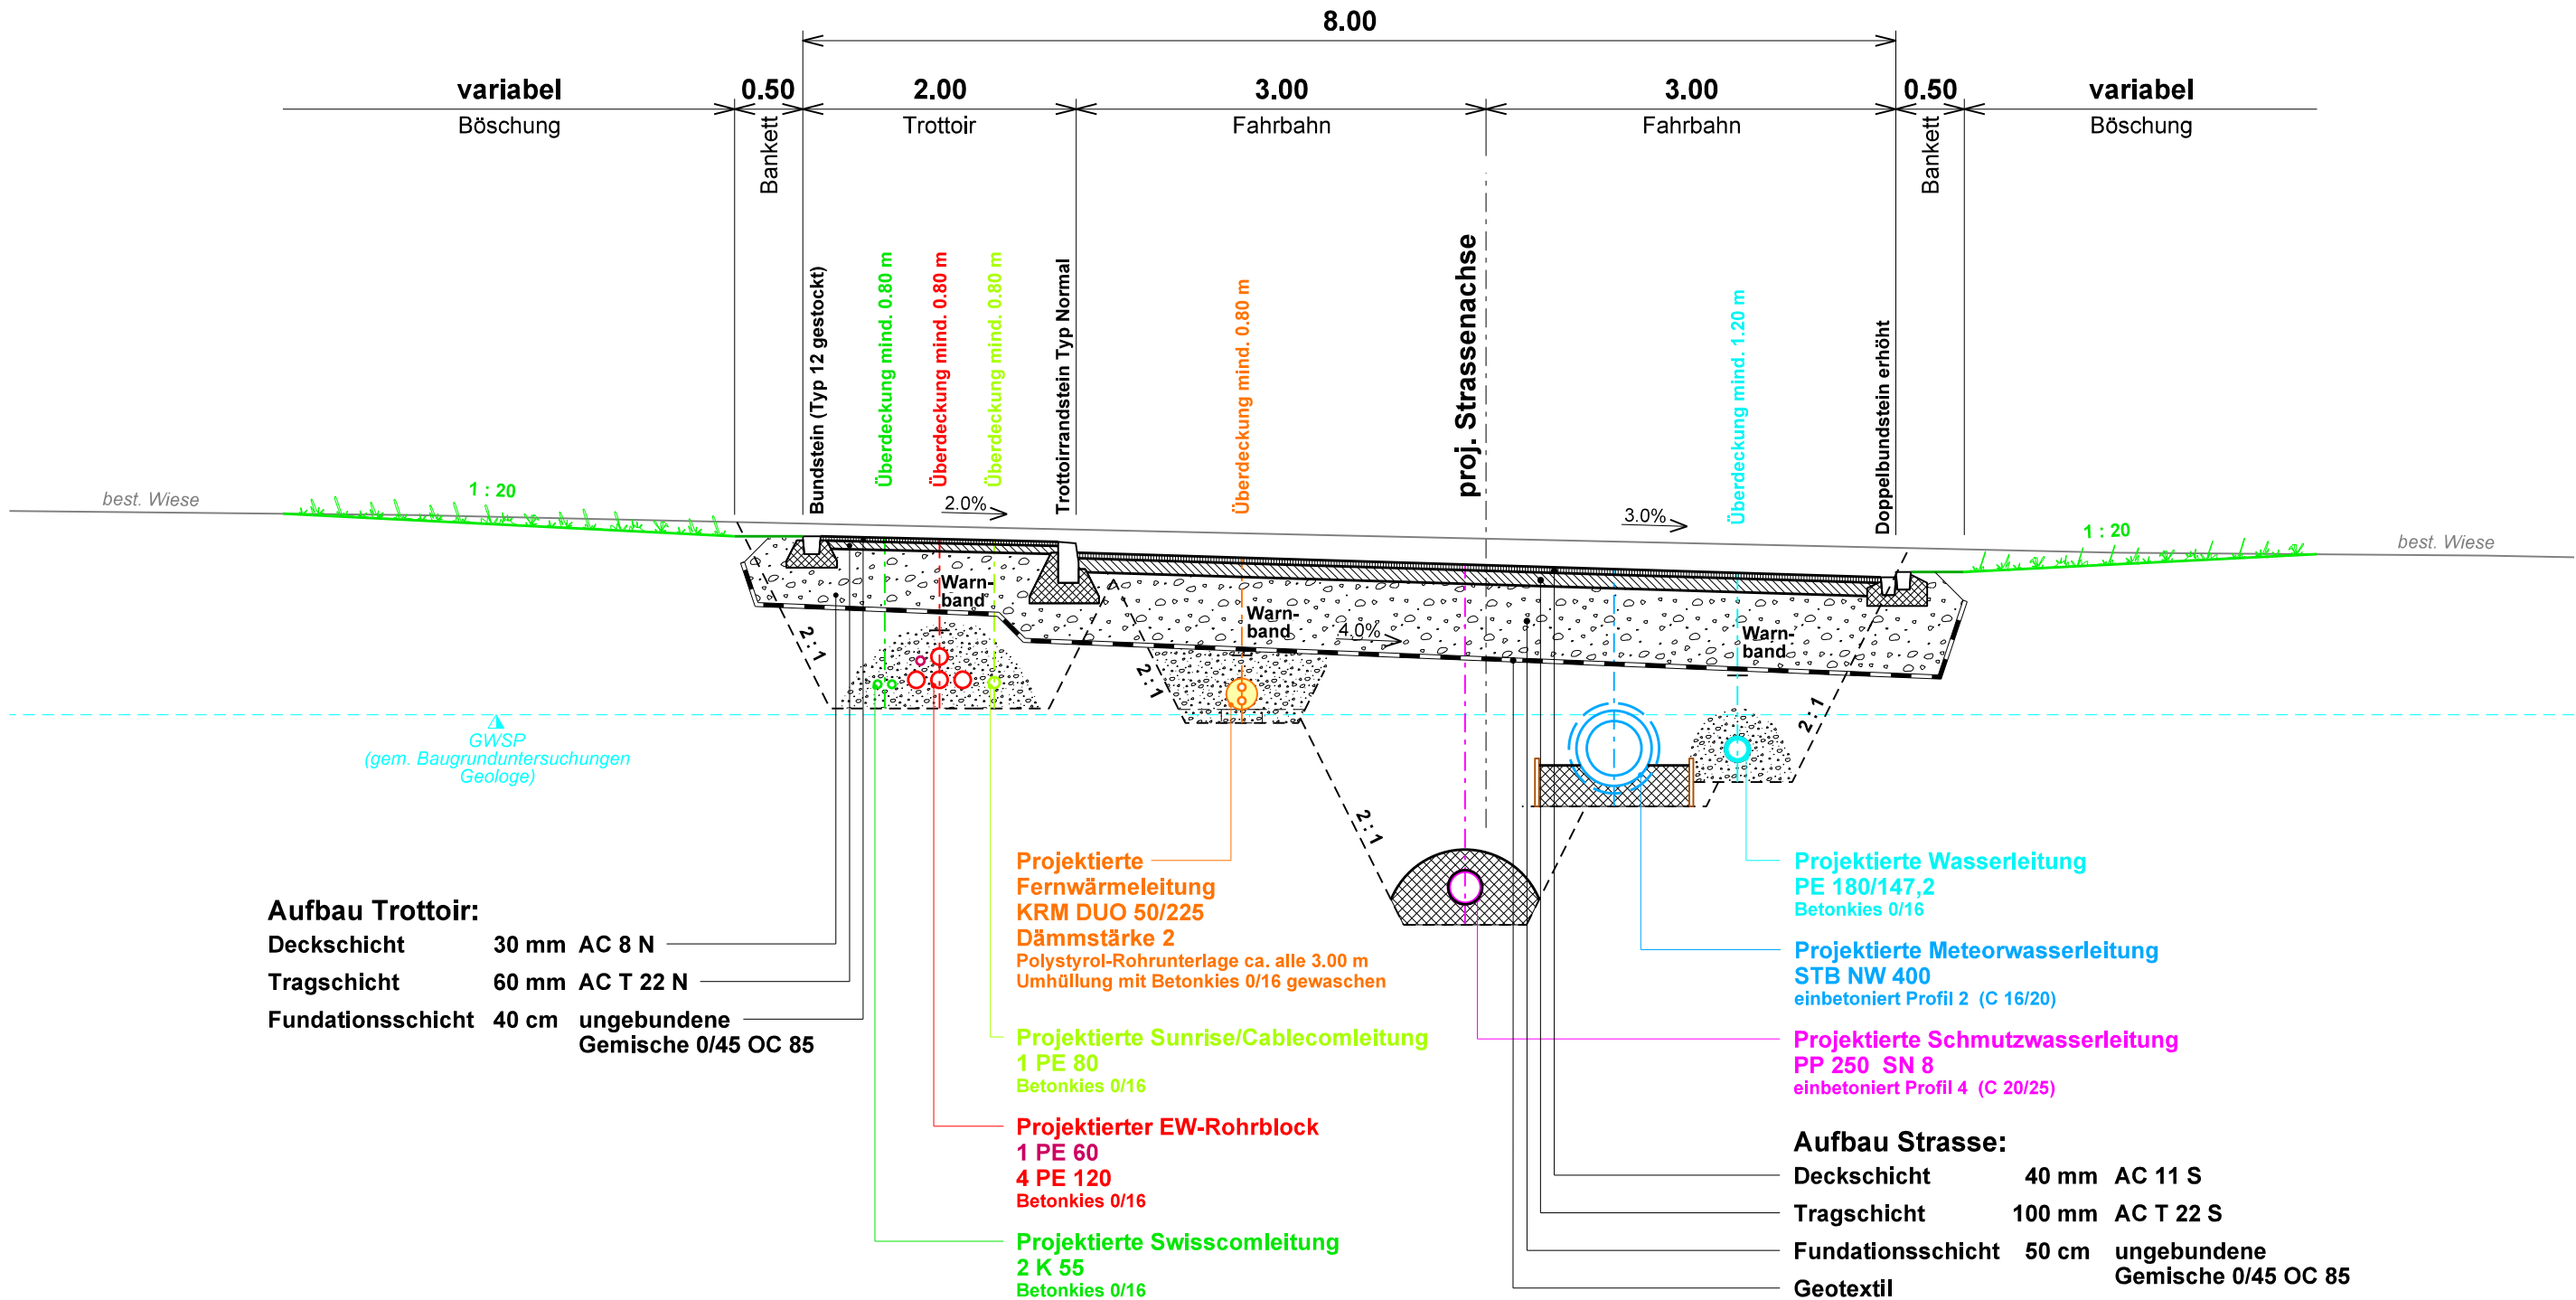 8.00
variabel
0.50
2.00
3.00
3.00
0.50
variabel
Böschung
Bankett
Trottoir
Fahrbahn
Fahrbahn
Bankett
Böschung
Bundstein (Typ 12 gestockt)
Überdeckung mind. 0.80 m
Überdeckung mind. 0.80 m
Überdeckung mind. 0.80 m
Trottoirrandstein Typ Normal
Überdeckung mind. 0.80 m
proj. Strassenachse
Überdeckung mind. 1.20 m
Doppelbundstein erhöht
best. Wiese
1 : 20
2.0%
3.0%
1 : 20
best. Wiese
Warn-
band
Warn-
band
4.0%
Warn-
band
2 : 1
2 : 1
2 : 1
2 : 1
GWSP
(gem. Baugrunduntersuchungen
Geologe)
Aufbau Trottoir:
Deckschicht 30 mm AC 8 N
Tragschicht 60 mm AC T 22 N
Fundationsschicht 40 cm ungebundene
Gemische 0/45 OC 85
Projektierte
Fernwärmeleitung
KRM DUO 50/225
Dämmstärke 2
Polystyrol-Rohrunterlage ca. alle 3.00 m
Umhüllung mit Betonkies 0/16 gewaschen
Projektierte Sunrise/Cablecomleitung
1 PE 80
Betonkies 0/16
Projektierter EW-Rohrblock
1 PE 60
4 PE 120
Betonkies 0/16
Projektierte Swisscomleitung
2 K 55
Betonkies 0/16
Projektierte Wasserleitung
PE 180/147,2
Betonkies 0/16
Projektierte Meteorwasserleitung
STB NW 400
einbetoniert Profil 2 (C 16/20)
Projektierte Schmutzwasserleitung
PP 250 SN 8
einbetoniert Profil 4 (C 20/25)
Aufbau Strasse:
Deckschicht 40 mm AC 11 S
Tragschicht 100 mm AC T 22 S
Fundationsschicht 50 cm ungebundene
Gemische 0/45 OC 85
Geotextil